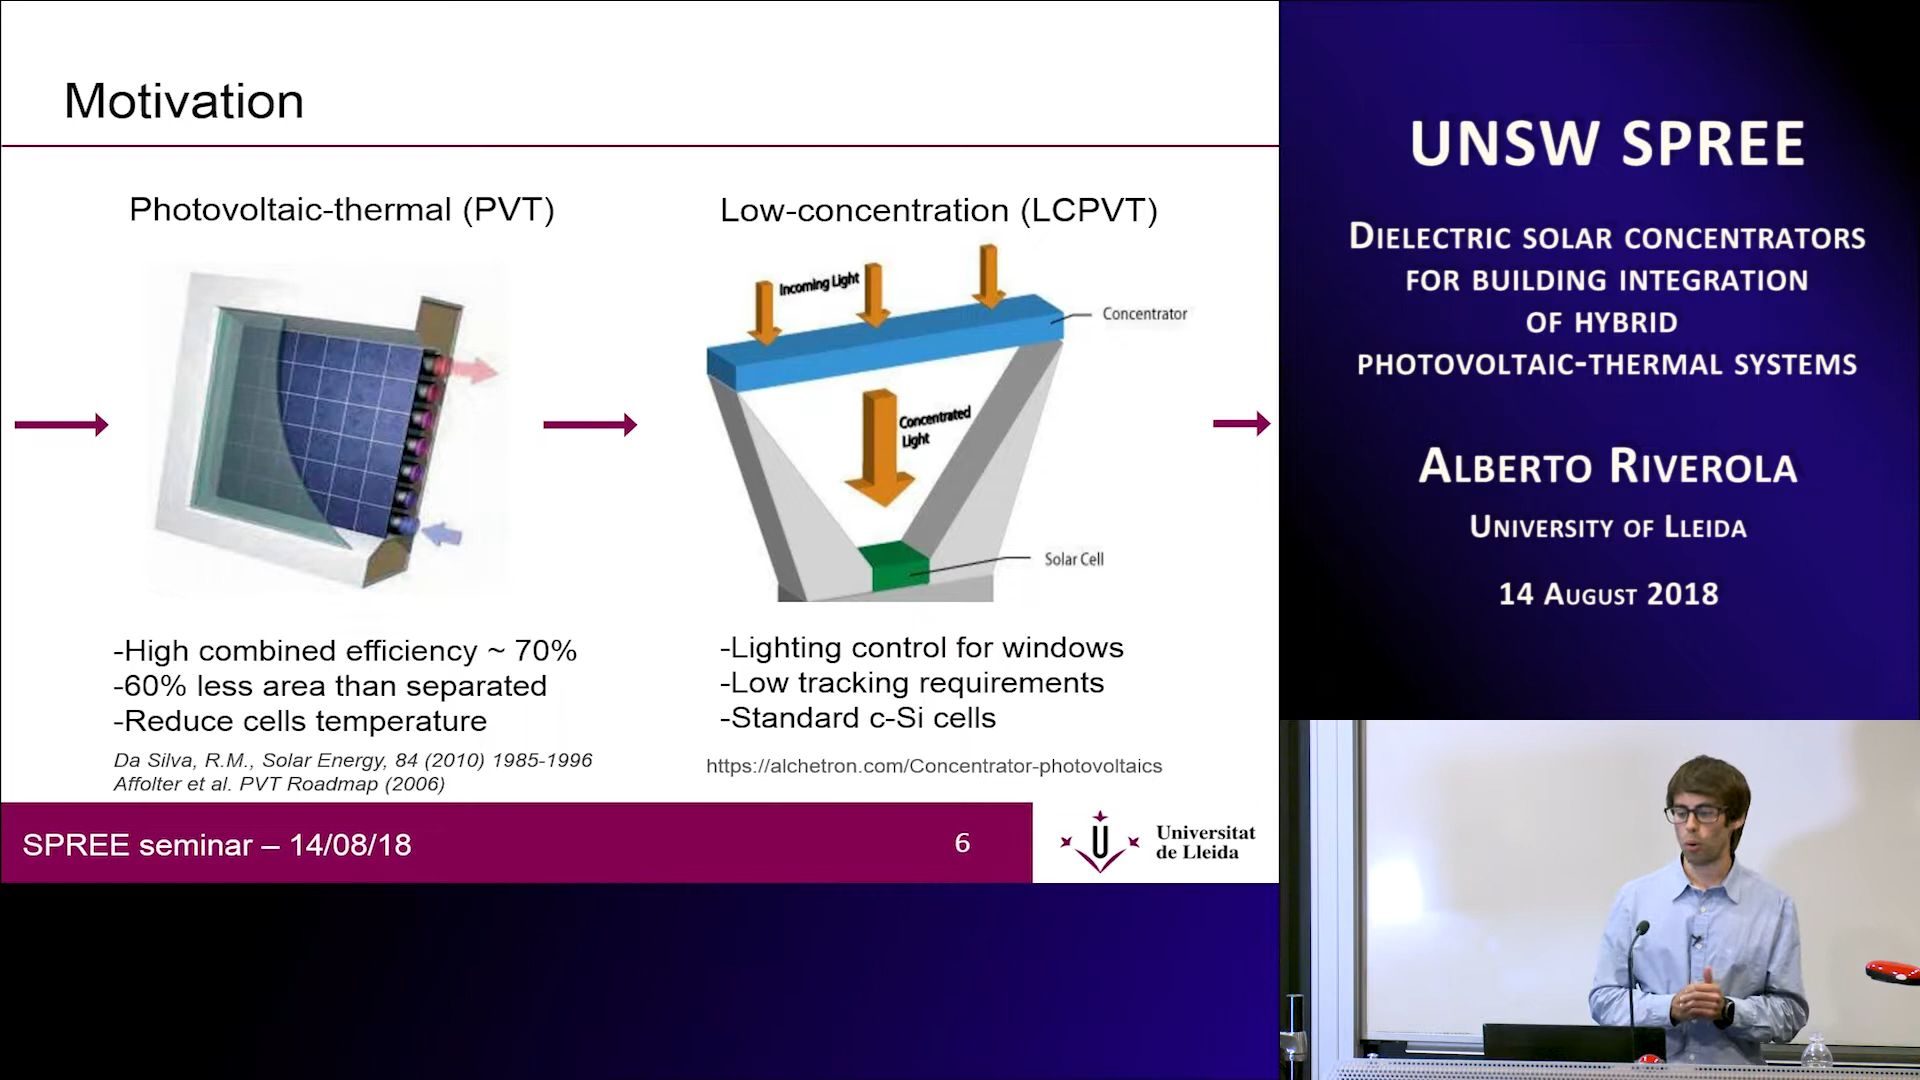 Motivation
Photovoltaic-thermal (PVT)
Low-concentration (LCPVT)
Incoming Light
Concentrator
Concentrated
Light
Solar Cell
-High combined efficiency ~ 70%
-60% less area than separated
-Reduce cells temperature
Da Silva, R.M., Solar Energy, 84 (2010) 1985-1996
Affolter et al. PVT Roadmap (2006)
-Lighting control for windows
-Low tracking requirements
-Standard c-Si cells
https://alchetron.com/Concentrator-photovoltaics
SPREE seminar – 14/08/18
6
Universitat
de Lleida
UNSW SPREE
DIELECTRIC SOLAR CONCENTRATORS
FOR BUILDING INTEGRATION
OF HYBRID
PHOTOVOLTAIC-THERMAL SYSTEMS
ALBERTO RIVEROLA
UNIVERSITY OF LLEIDA
14 AUGUST 2018